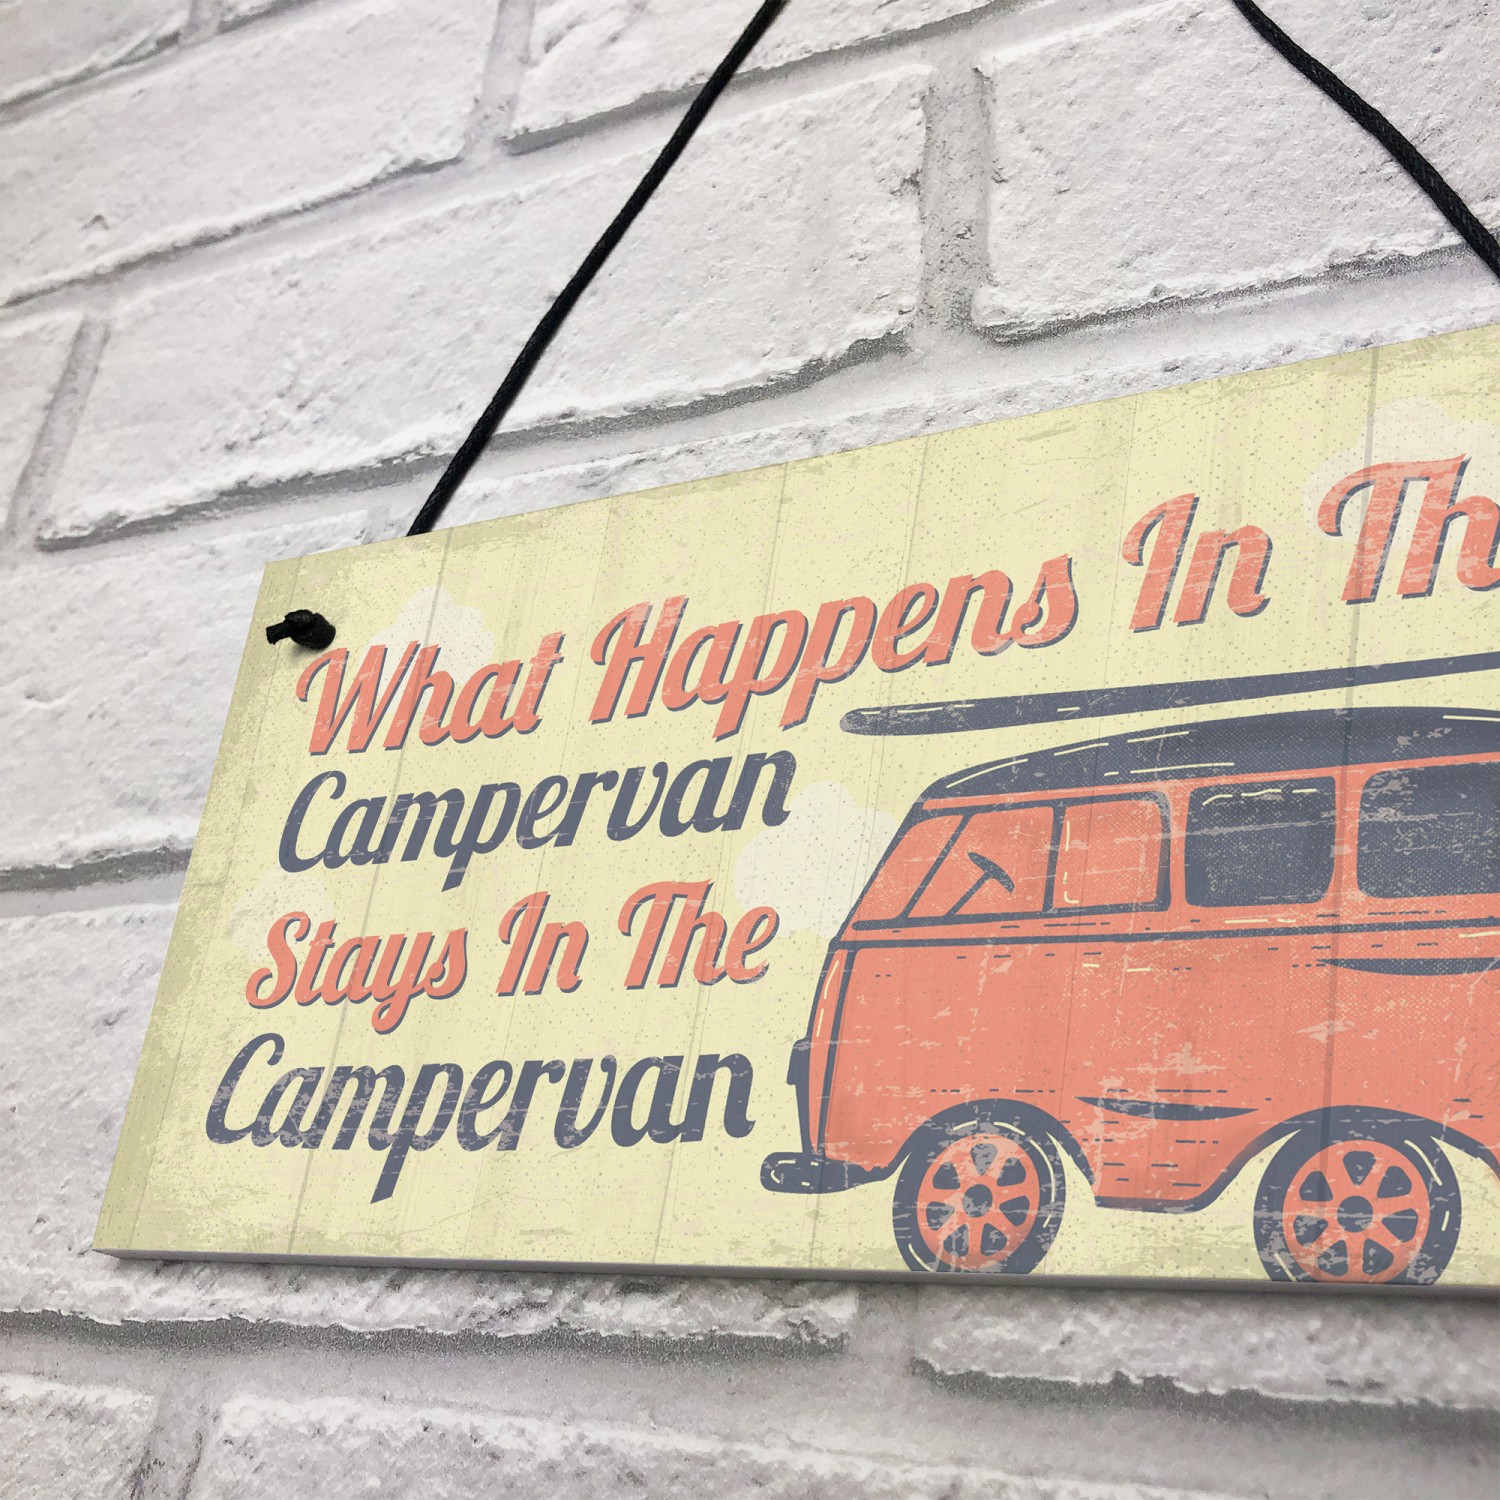 What Happens In Th
Campervan
Stays In The
Campervan